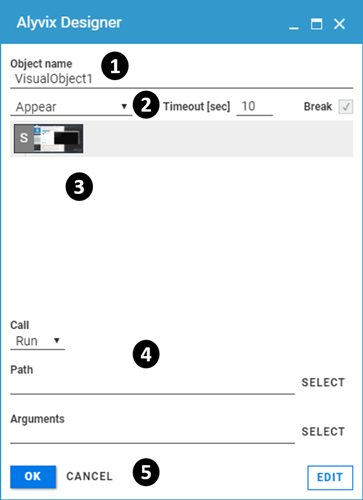 Alyvix Designer
Object name
1
VisualObject1
Appear
2
Timeout [sec] 10
Break
S
3
Call
Run
4
Path
SELECT
Arguments
SELECT
OK CANCEL
5
EDIT